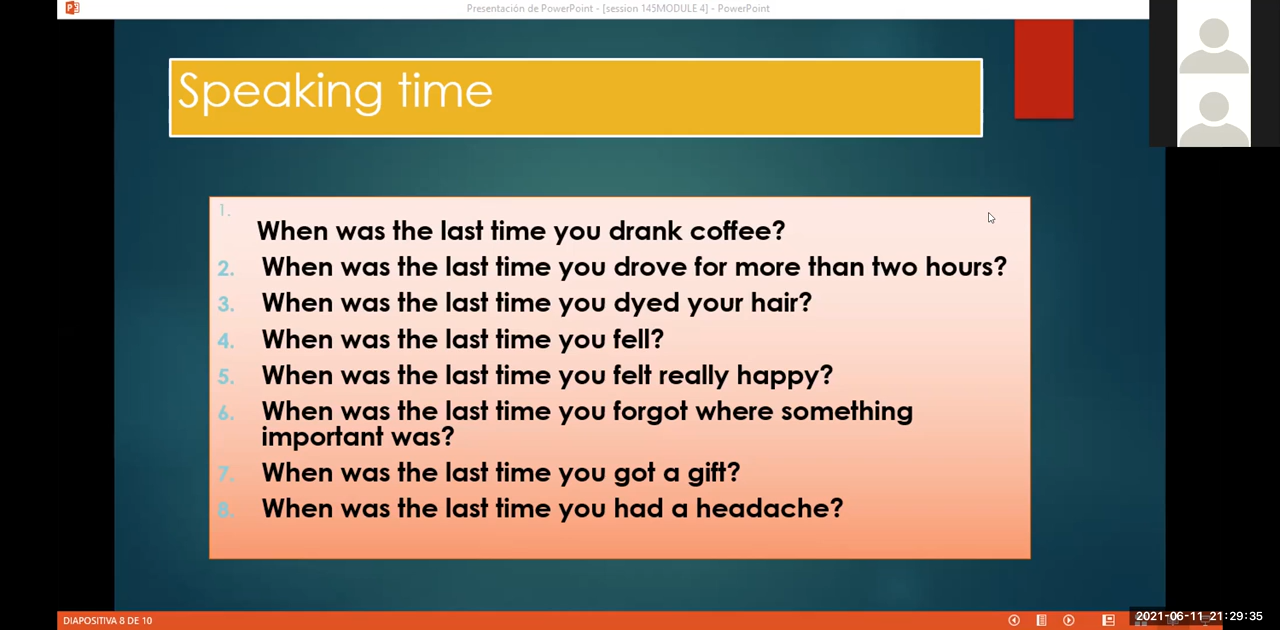 Presentación de PowerPoint - [session 145MODULE 4] - PowerPoint
Speaking time
1.
When was the last time you drank coffee?
2. When was the last time you drove for more than two hours?
3. When was the last time you dyed your hair?
4. When was the last time you fell?
5. When was the last time you felt really happy?
6. When was the last time you forgot where something
important was?
7. When was the last time you got a gift?
8. When was the last time you had a headache?
DIAPOSITIVA 8 DE 10
2021-06-11 21:29:35